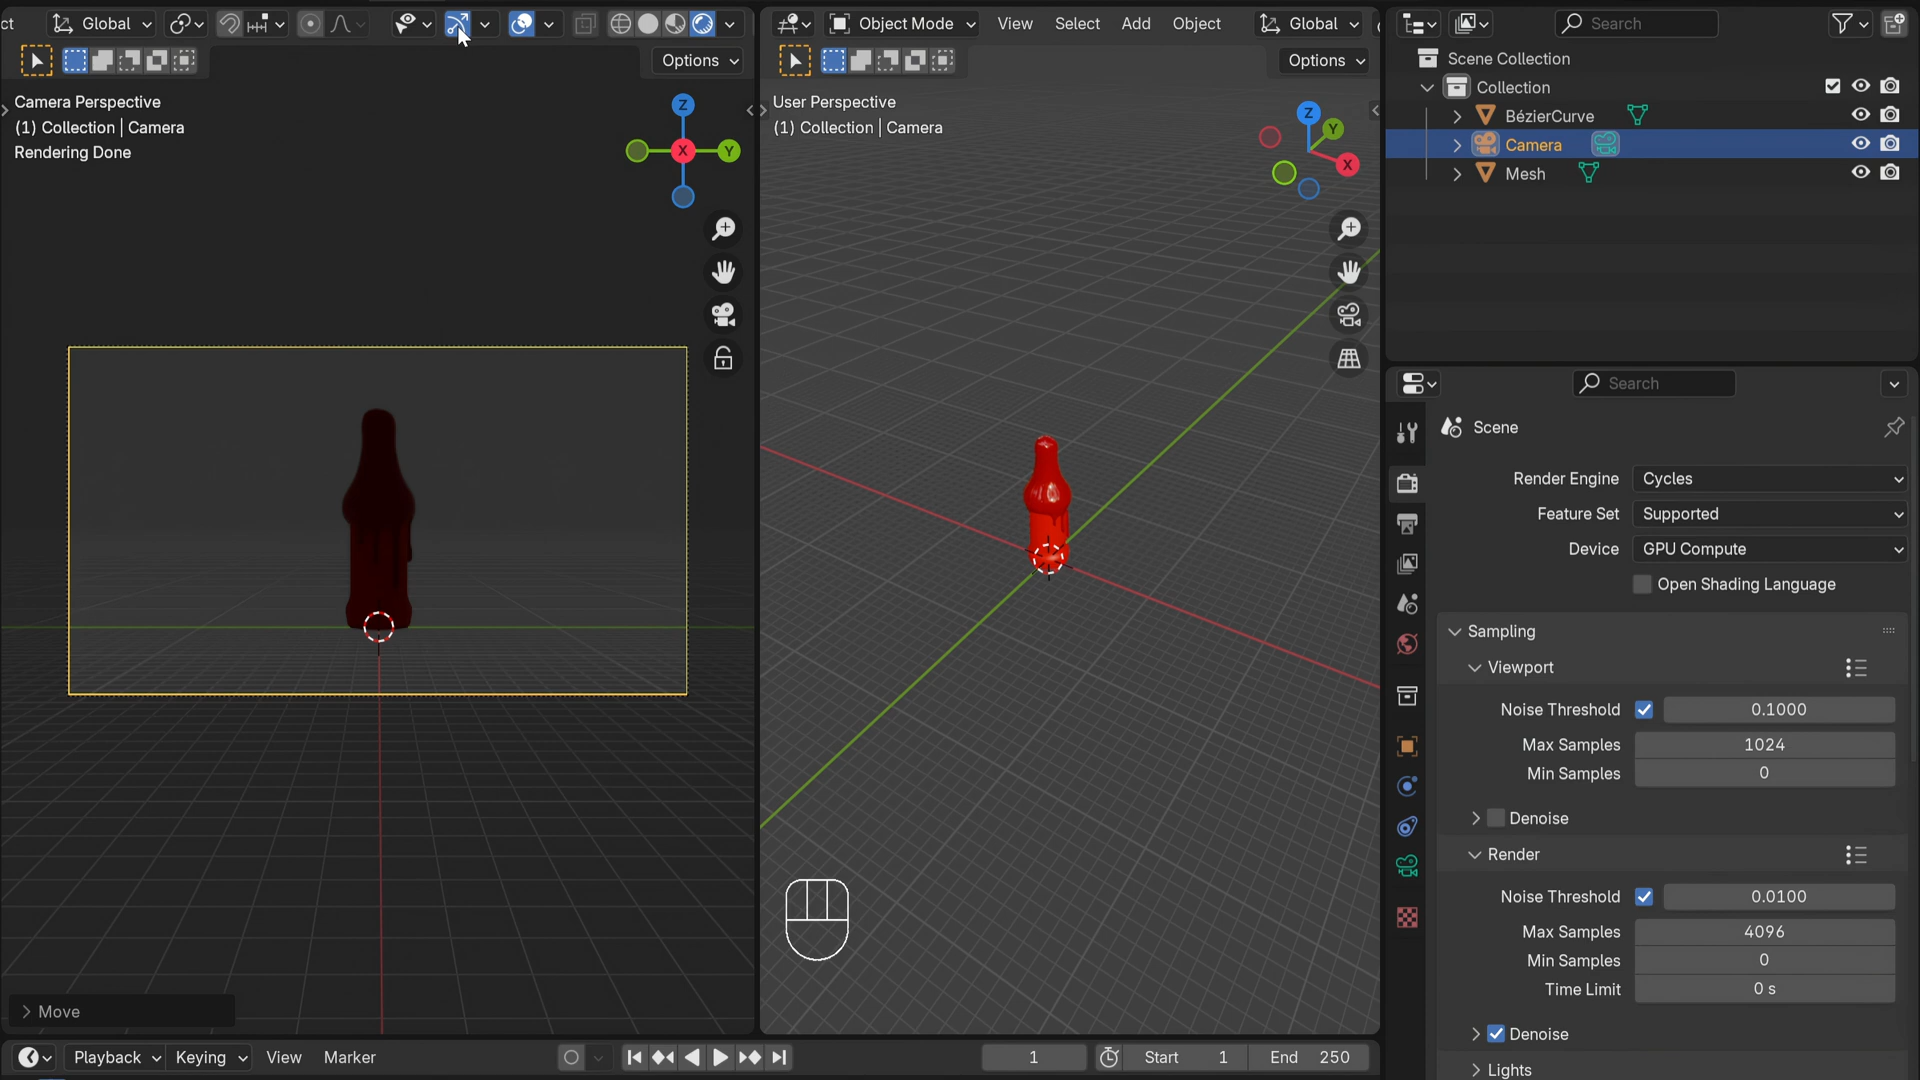 ct
Global
Options
Camera Perspective
(1) Collection | Camera
Rendering Done
Z
X
Y
Move
Object Mode
View
Select
Add
Object
Global
Options
User Perspective
(1) Collection | Camera
Z
Y
X
Search
Scene Collection
Collection
BézierCurve
Camera
Mesh
Search
Scene
Render Engine
Cycles
Feature Set
Supported
Device
GPU Compute
Open Shading Language
Sampling
Viewport
Noise Threshold
0.1000
Max Samples
1024
Min Samples
0
Denoise
Render
Noise Threshold
0.0100
Max Samples
4096
Min Samples
0
Time Limit
0 s
Denoise
Lights
Playback
Keying
View
Marker
1
Start
1
End
250